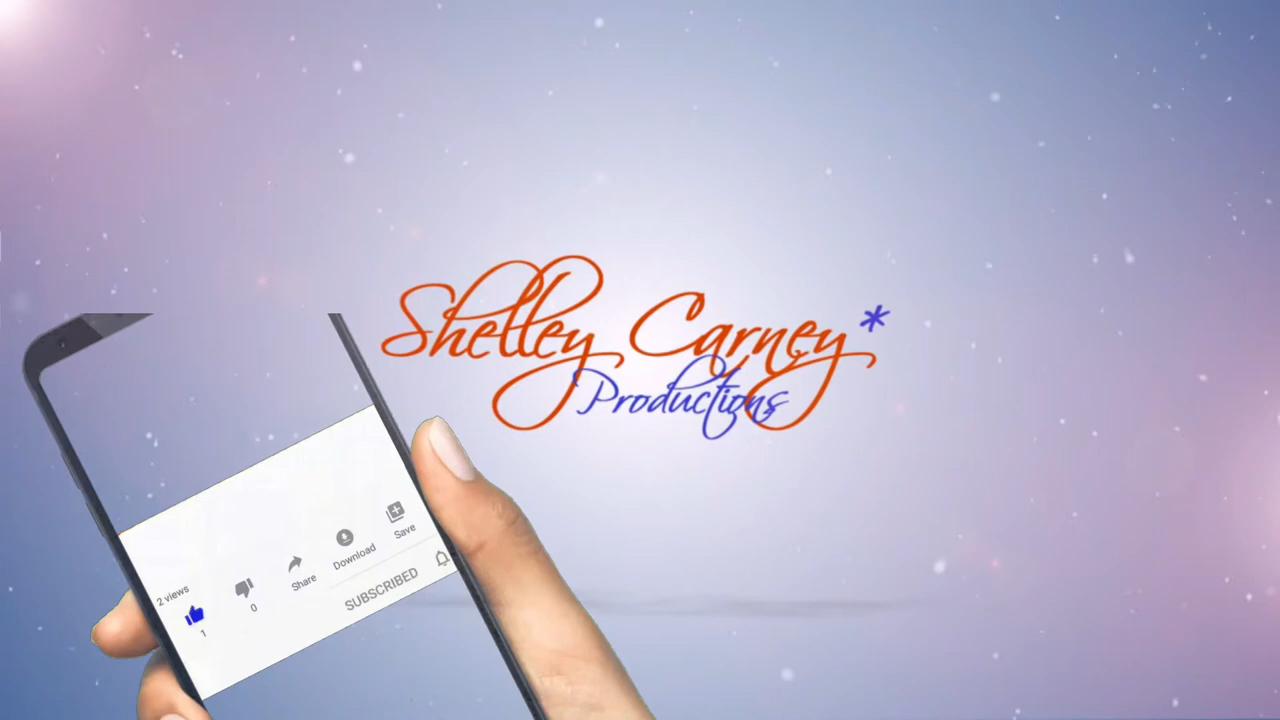 Shelley Carney*
Productions
2 views
1
0
Share
Download
Save
SUBSCRIBED